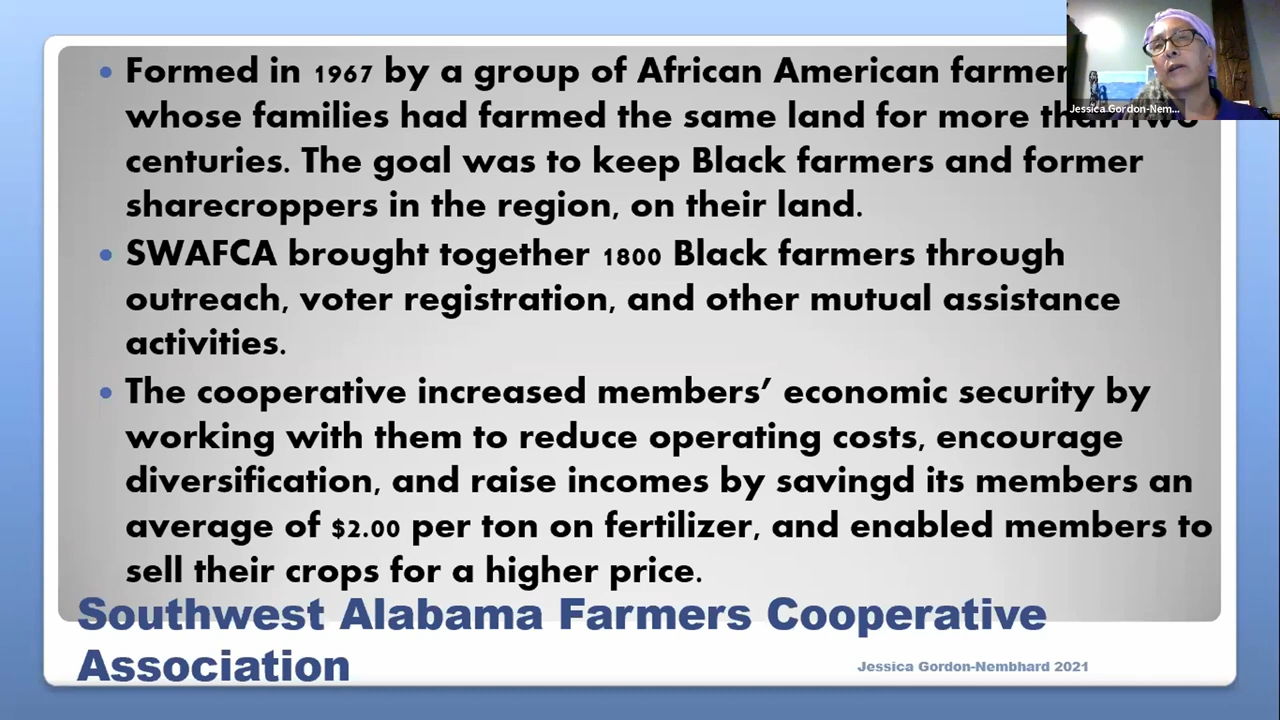 Formed in 1967 by a group of African American farmer
whose families had farmed the same land for more than two
centuries. The goal was to keep Black farmers and former
sharecroppers in the region, on their land.
SWAFCA brought together 1800 Black farmers through
outreach, voter registration, and other mutual assistance
activities.
The cooperative increased members’ economic security by
working with them to reduce operating costs, encourage
diversification, and raise incomes by savingd its members an
average of $2.00 per ton on fertilizer, and enabled members to
sell their crops for a higher price.
Southwest Alabama Farmers Cooperative
Association
Jessica Gordon-Nembhard 2021
Jessica Gordon-Nem...